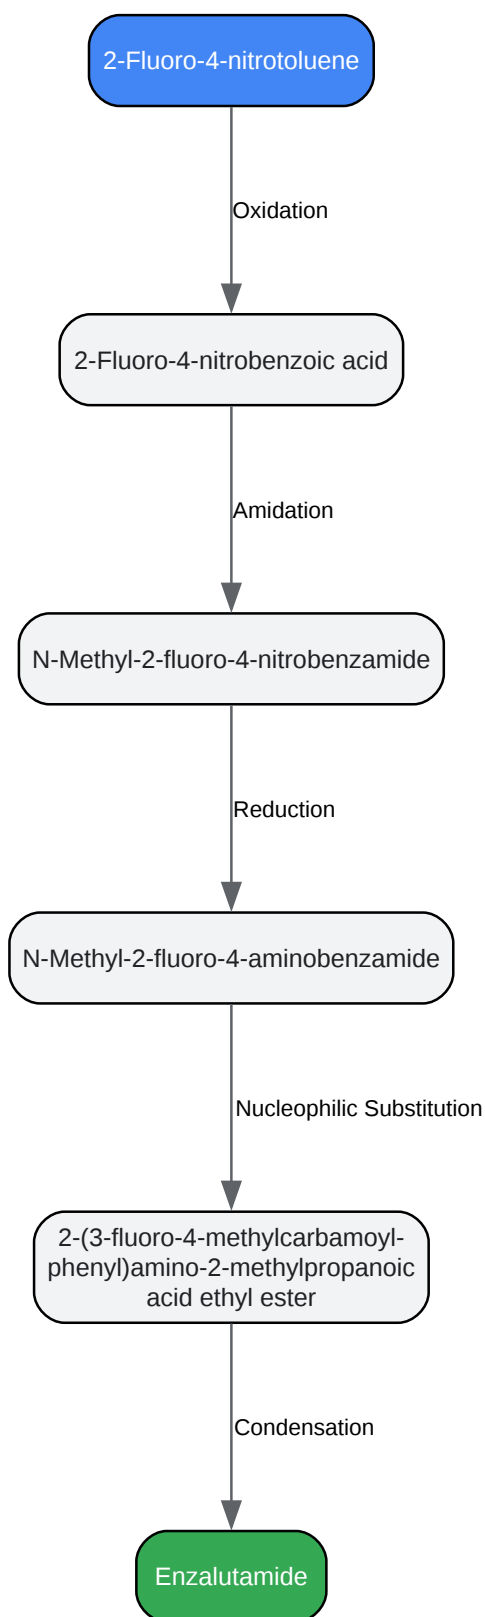 2-Fluoro-4-nitrotoluene
Oxidation
2-Fluoro-4-nitrobenzoic acid
Amidation
N-Methyl-2-fluoro-4-nitrobenzamide
Reduction
N-Methyl-2-fluoro-4-aminobenzamide
Nucleophilic Substitution
2-(3-fluoro-4-methylcarbamoyl-
phenyl)amino-2-methylpropanoic
acid ethyl ester
Condensation
Enzalutamide